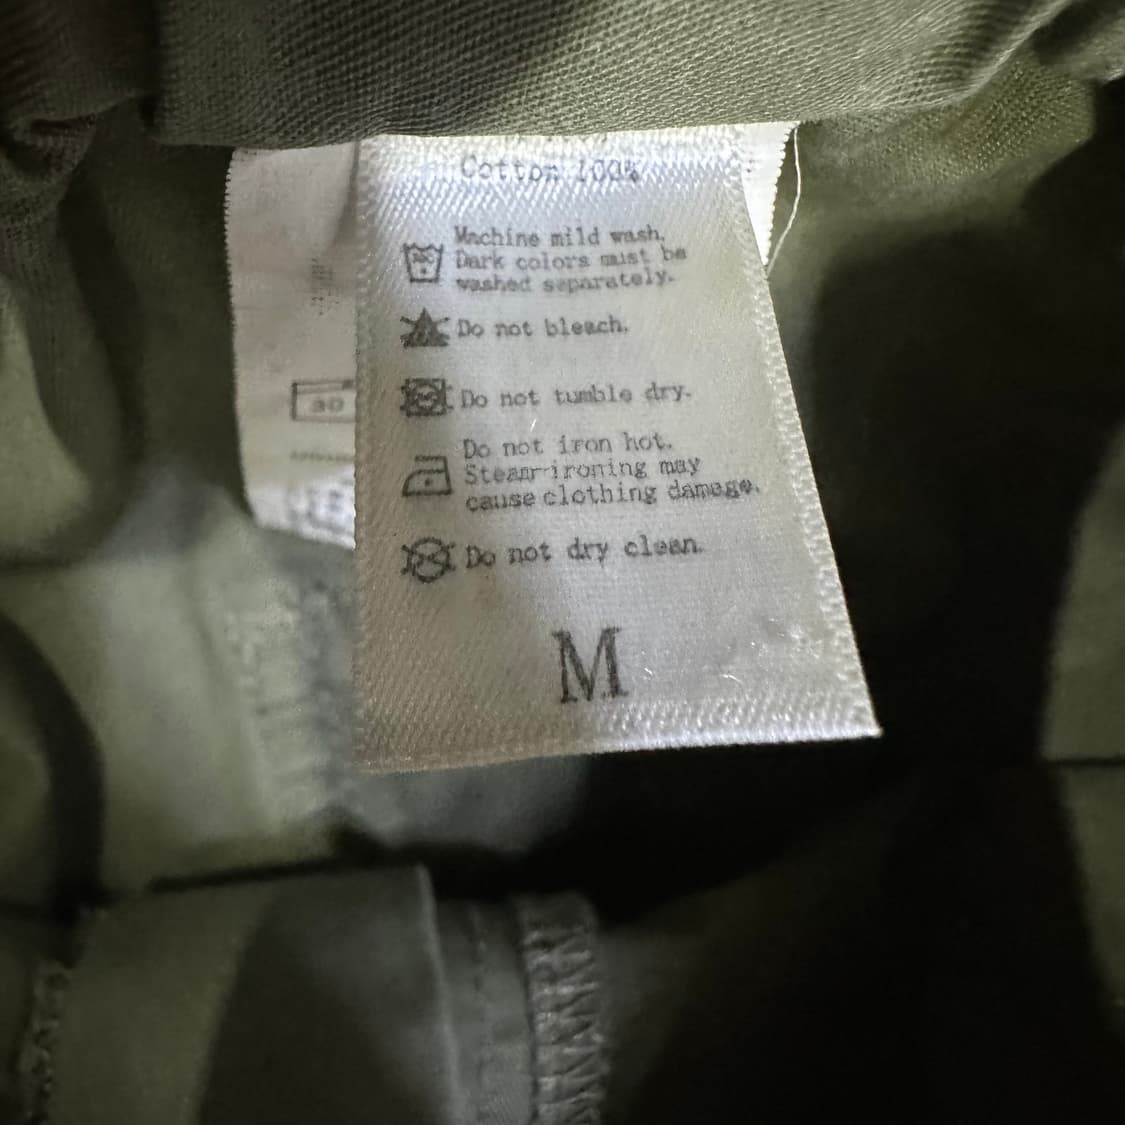 Cotton 100%
Machine mild wash.
Dark colors must be
washed separately.
Do not bleach.
Do not tumble dry.
Do not iron hot.
Steam-ironing may
cause clothing damage.
Do not dry clean.
M
30